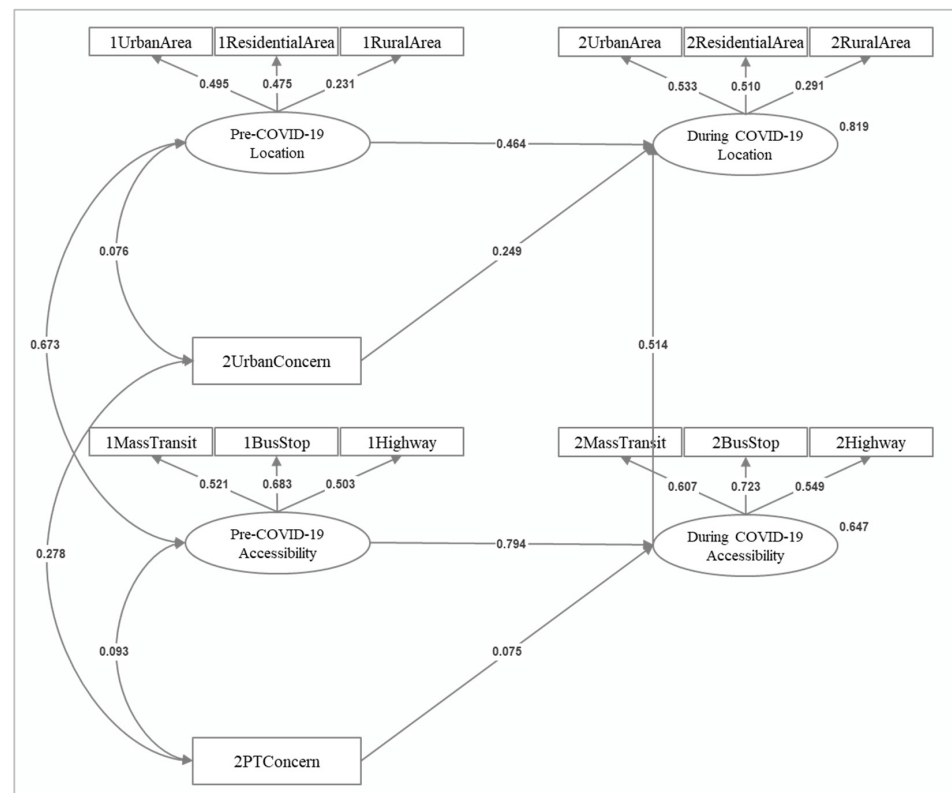 1UrbanArea 1ResidentialArea 1RuralArea
2UrbanArea 2ResidentialArea 2RuralArea
0.495 0.475 0.231
0.533 0.510 0.291
Pre-COVID-19
Location
0.464
During COVID-19
Location
0.819
0.076
0.249
0.673
0.514
2UrbanConcern
1MassTransit 1BusStop 1Highway
2MassTransit 2BusStop 2Highway
0.521 0.683 0.503
0.607 0.723 0.549
Pre-COVID-19
Accessibility
0.794
During COVID-19
Accessibility
0.647
0.278
0.093
0.075
2PTConcern